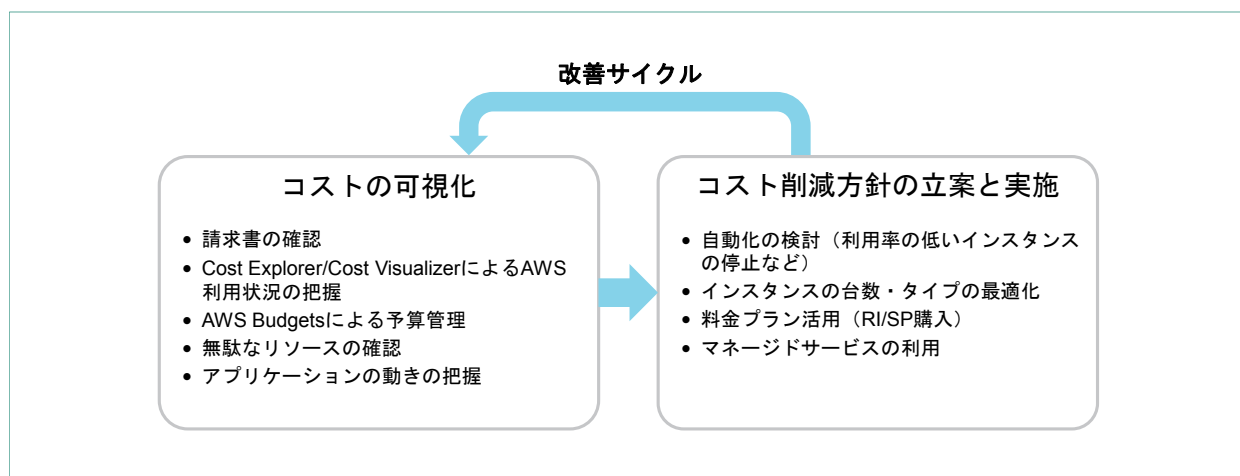 改善サイクル
コストの可視化
• 請求書の確認
• Cost Explorer/Cost VisualizerによるAWS
利用状況の把握
• AWS Budgetsによる予算管理
• 無駄なリソースの確認
• アプリケーションの動きの把握
コスト削減方針の立案と実施
• 自動化の検討（利用率の低いインスタンス
の停止など）
• インスタンスの台数・タイプの最適化
• 料金プラン活用（RI/SP購入）
• マネージドサービスの利用